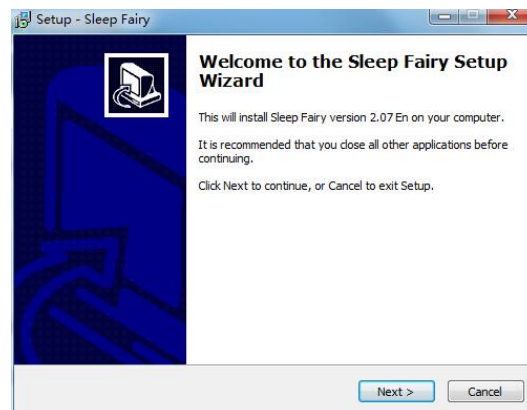 Setup - Sleep Fairy
Welcome to the Sleep Fairy Setup
Wizard
This will install Sleep Fairy version 2.07 En on your computer.
It is recommended that you close all other applications before
continuing.
Click Next to continue, or Cancel to exit Setup.
Next >
Cancel